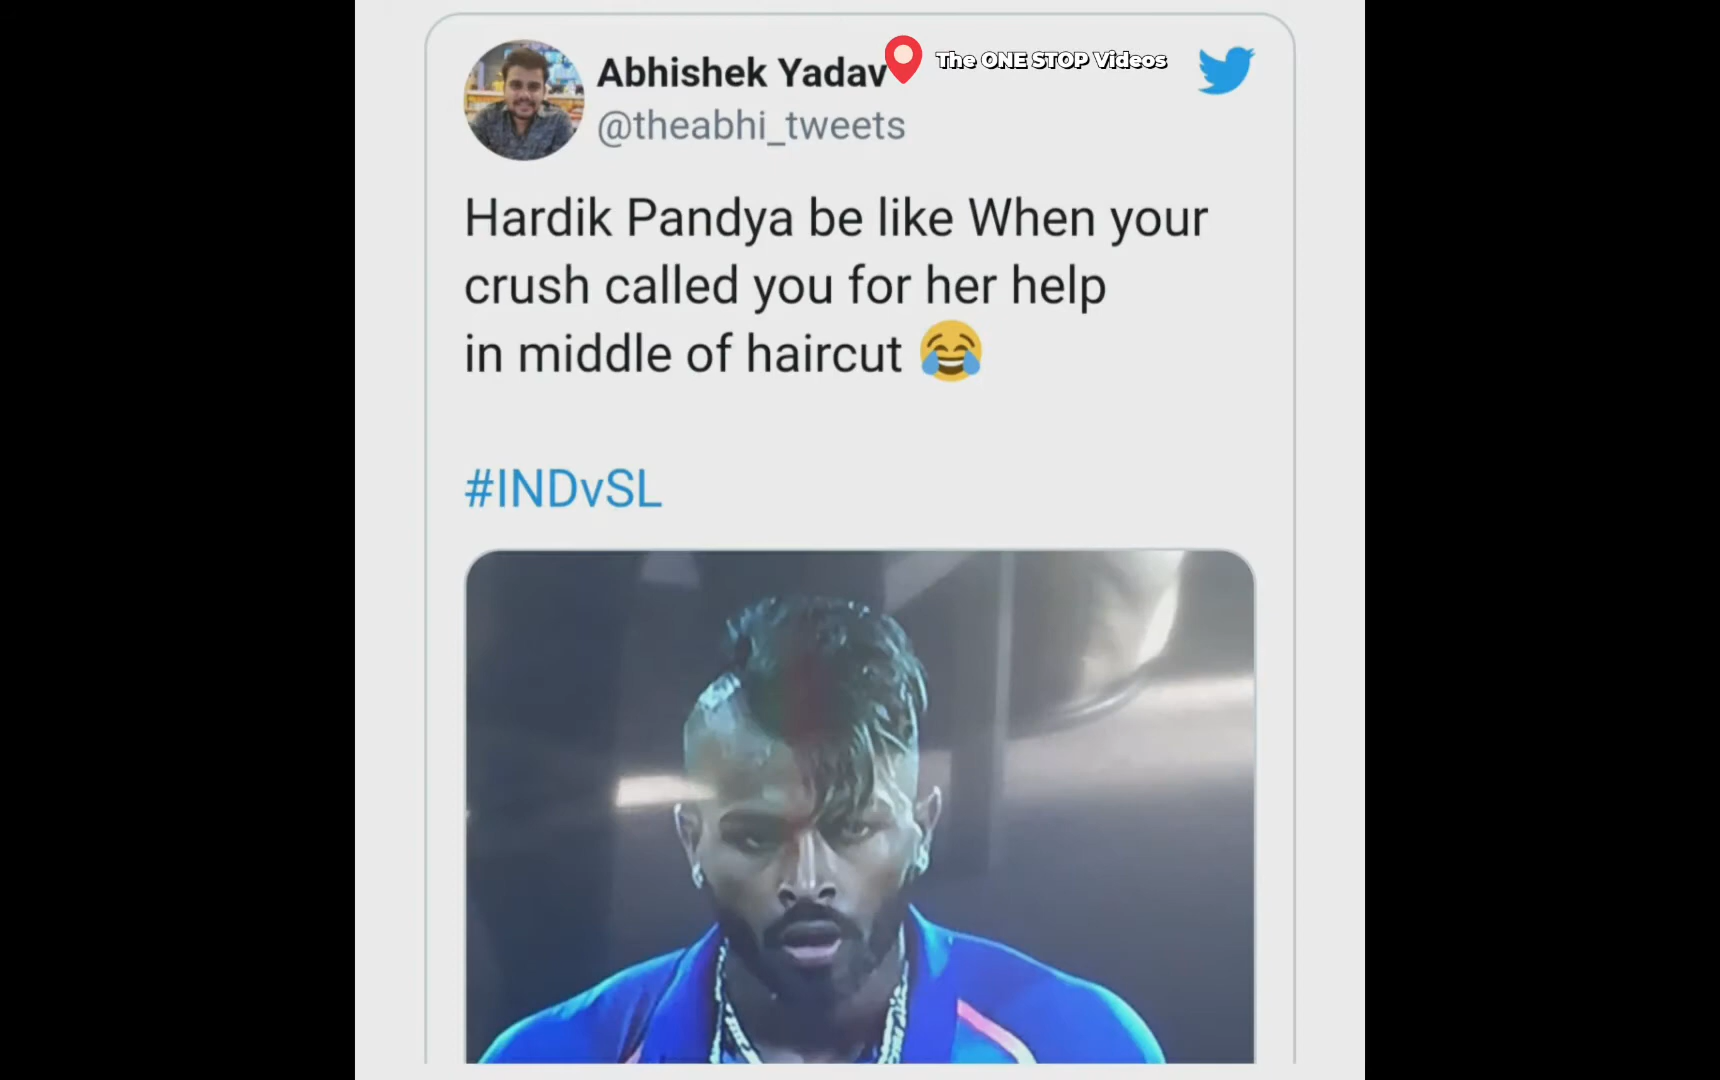 Abhishek Yadav
The ONE STOP Videos
@theabhi_tweets
Hardik Pandya be like When your
crush called you for her help
in middle of haircut 😂
#INDvSL